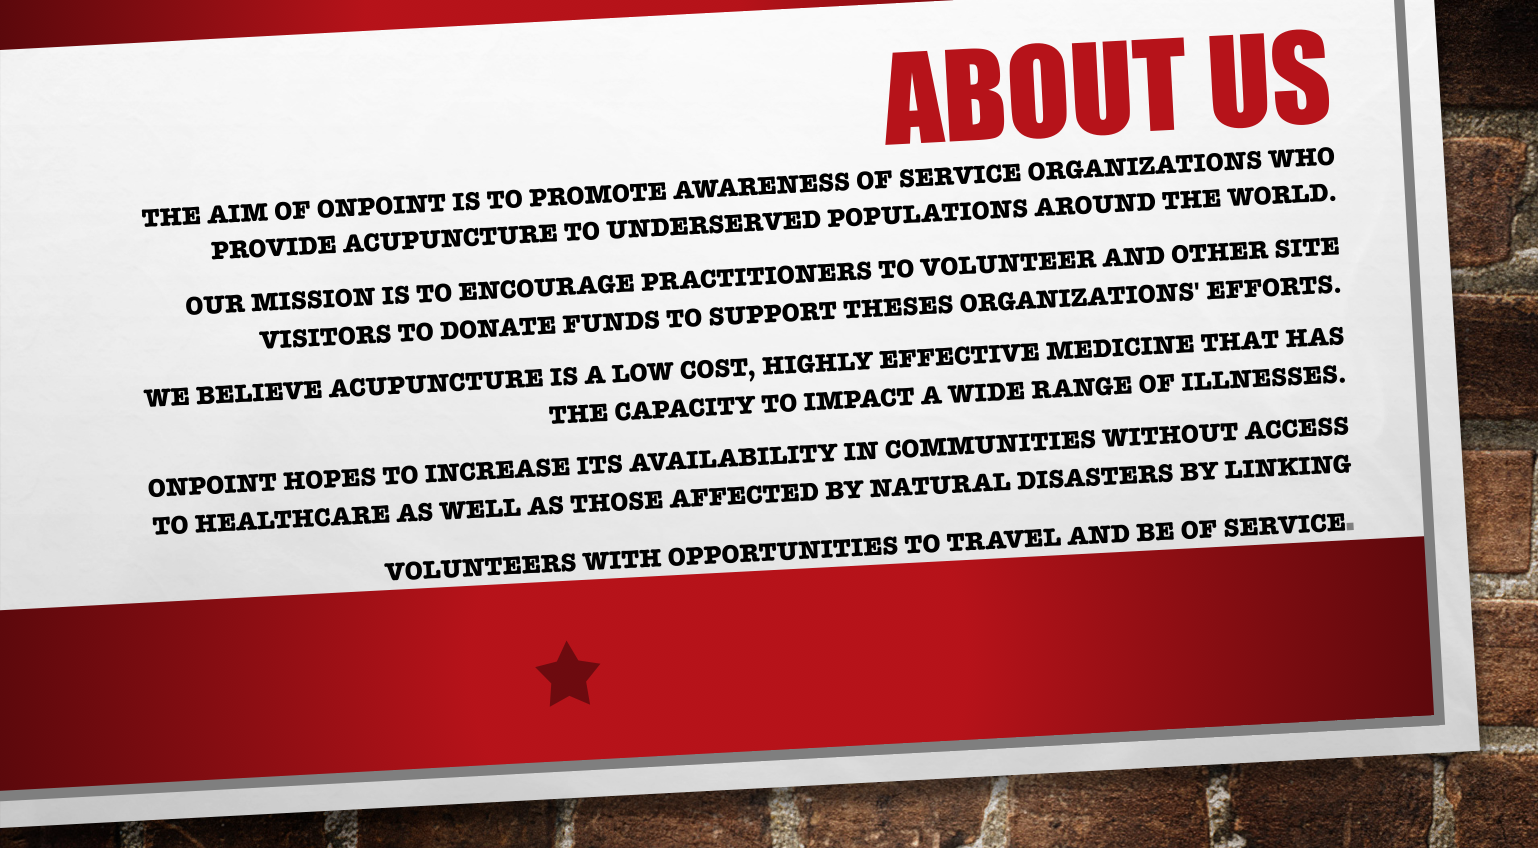 ABOUT US
THE AIM OF ONPOINT IS TO PROMOTE AWARENESS OF SERVICE ORGANIZATIONS WHO
PROVIDE ACUPUNCTURE TO UNDERSERVED POPULATIONS AROUND THE WORLD.
OUR MISSION IS TO ENCOURAGE PRACTITIONERS TO VOLUNTEER AND OTHER SITE
VISITORS TO DONATE FUNDS TO SUPPORT THESES ORGANIZATIONS' EFFORTS.
WE BELIEVE ACUPUNCTURE IS A LOW COST, HIGHLY EFFECTIVE MEDICINE THAT HAS
THE CAPACITY TO IMPACT A WIDE RANGE OF ILLNESSES.
ONPOINT HOPES TO INCREASE ITS AVAILABILITY IN COMMUNITIES WITHOUT ACCESS
TO HEALTHCARE AS WELL AS THOSE AFFECTED BY NATURAL DISASTERS BY LINKING
VOLUNTEERS WITH OPPORTUNITIES TO TRAVEL AND BE OF SERVICE.